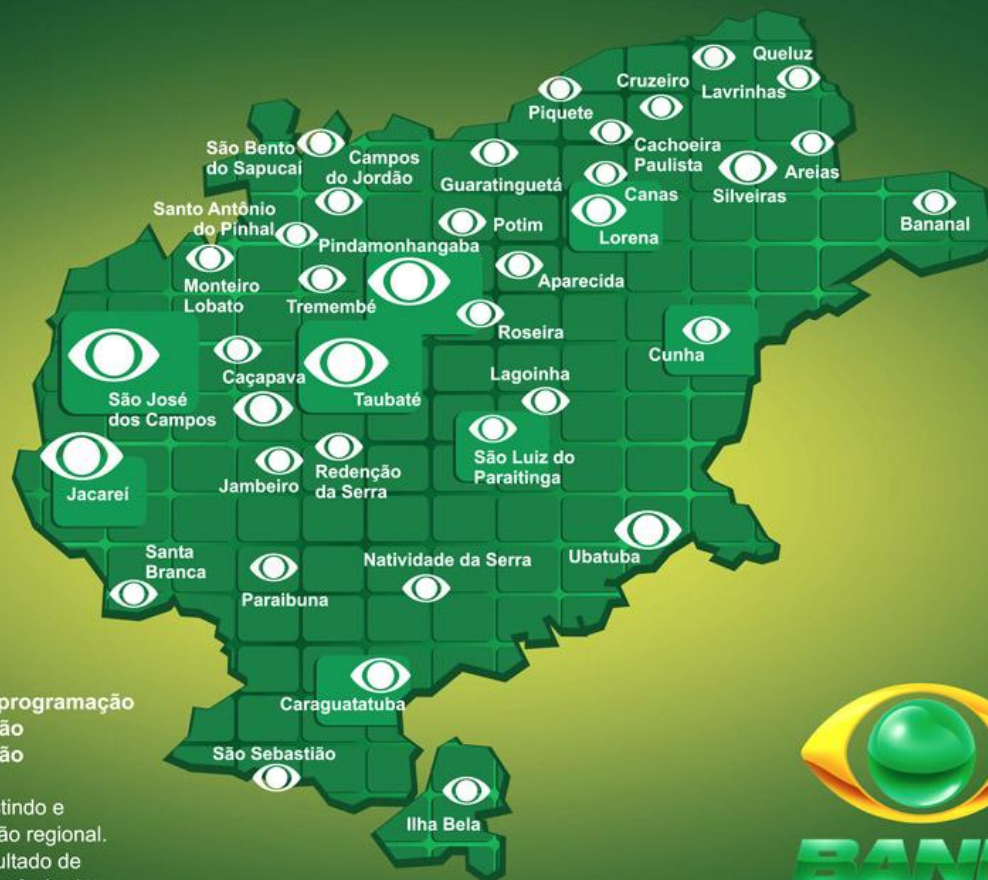 Queluz
Cruzeiro
Lavrinhas
Piquete
Cachoeira
Paulista
São Bento
do Sapucaí
Campos
do Jordão
Guaratinguetá
Canas
Silveiras
Areias
Santo Antônio
do Pinhal
Potim
Lorena
Bananal
Pindamonhangaba
Monteiro
Lobato
Tremembé
Aparecida
Roseira
Cunha
Caçapava
Lagoinha
São José
dos Campos
Taubaté
São Luiz do
Paraitinga
Jacareí
Jambeiro
Redenção
da Serra
Santa
Branca
Natividade da Serra
Ubatuba
Paraibuna
Caraguatatuba
São Sebastião
Ilha Bela
programação
ão
ão
tindo e
ão regional.
ultado de
BAN